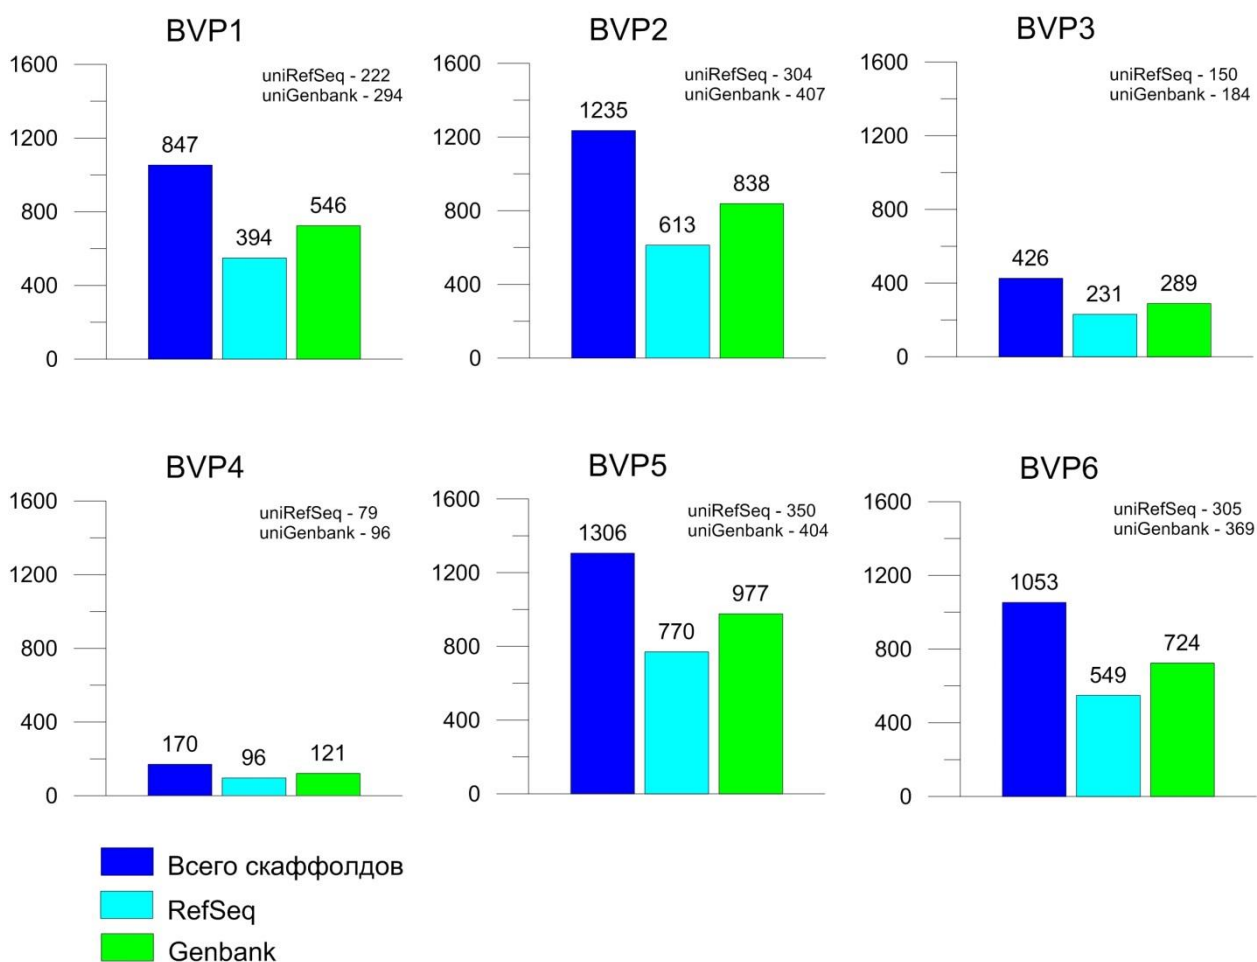 BVP1
uniRefSeq - 222
uniGenbank - 294
1600
1200
800
400
0
847
394
546
BVP2
uniRefSeq - 304
uniGenbank - 407
1600
1200
800
400
0
1235
613
838
BVP3
uniRefSeq - 150
uniGenbank - 184
1600
1200
800
400
0
426
231
289
BVP4
uniRefSeq - 79
uniGenbank - 96
1600
1200
800
400
0
170
96
121
BVP5
uniRefSeq - 350
uniGenbank - 404
1600
1200
800
400
0
1306
770
977
BVP6
uniRefSeq - 305
uniGenbank - 369
1600
1200
800
400
0
1053
549
724
Всего скаффолдов
RefSeq
Genbank